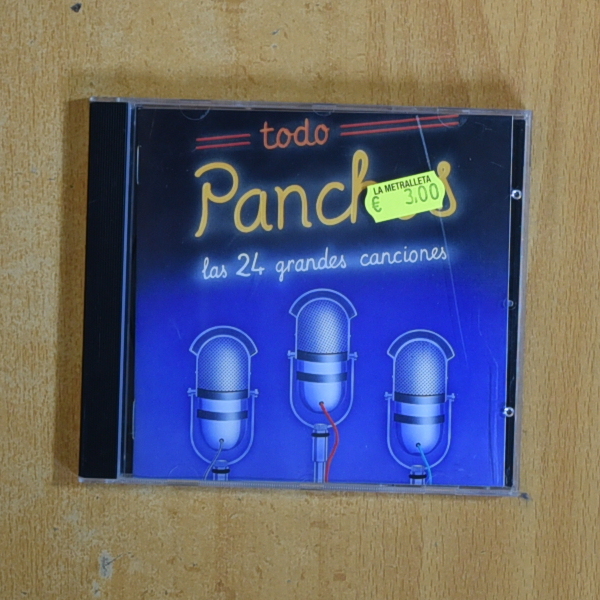 todo
Panchos
LA METRALLETA
€ 3.00
las 24 grandes canciones